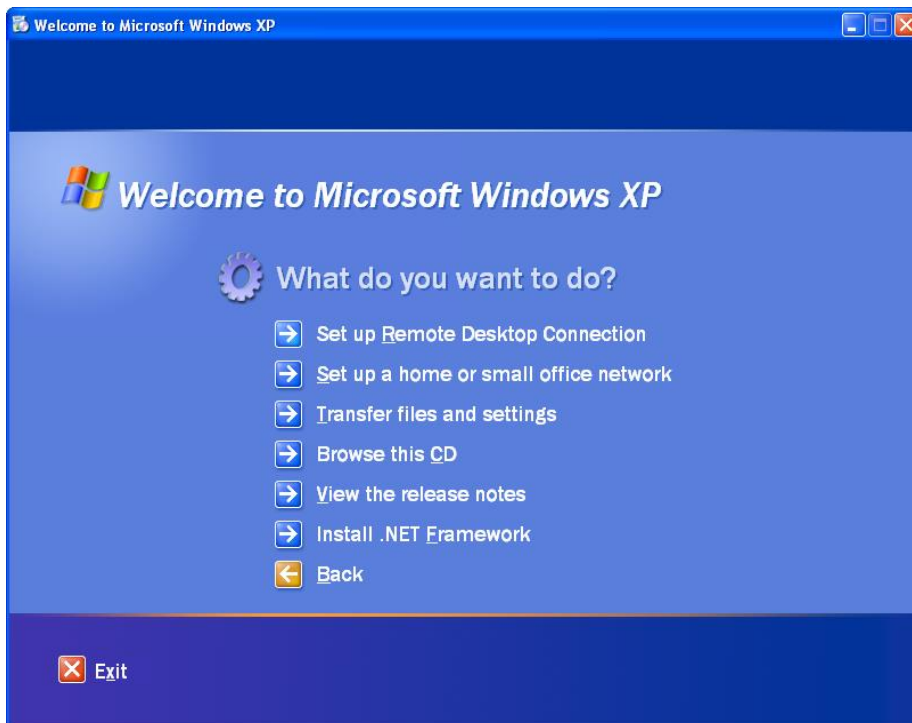 Welcome to Microsoft Windows XP
Welcome to Microsoft Windows XP
What do you want to do?
Set up Remote Desktop Connection
Set up a home or small office network
Transfer files and settings
Browse this CD
View the release notes
Install .NET Framework
Back
Exit